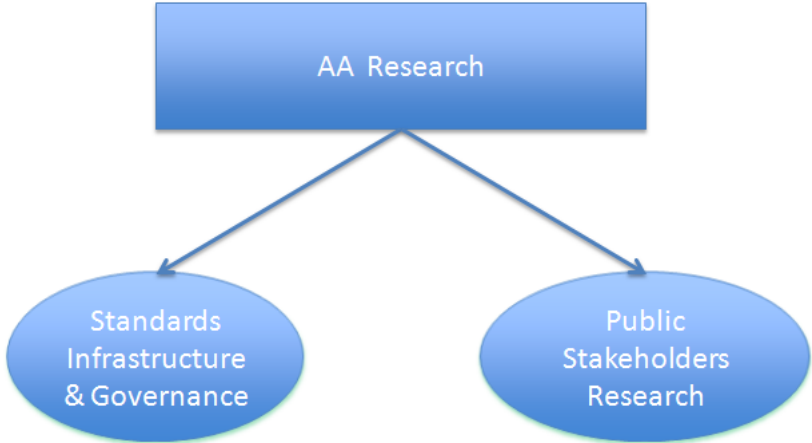 AA Research
Standards
Infrastructure
& Governance
Public
Stakeholders
Research